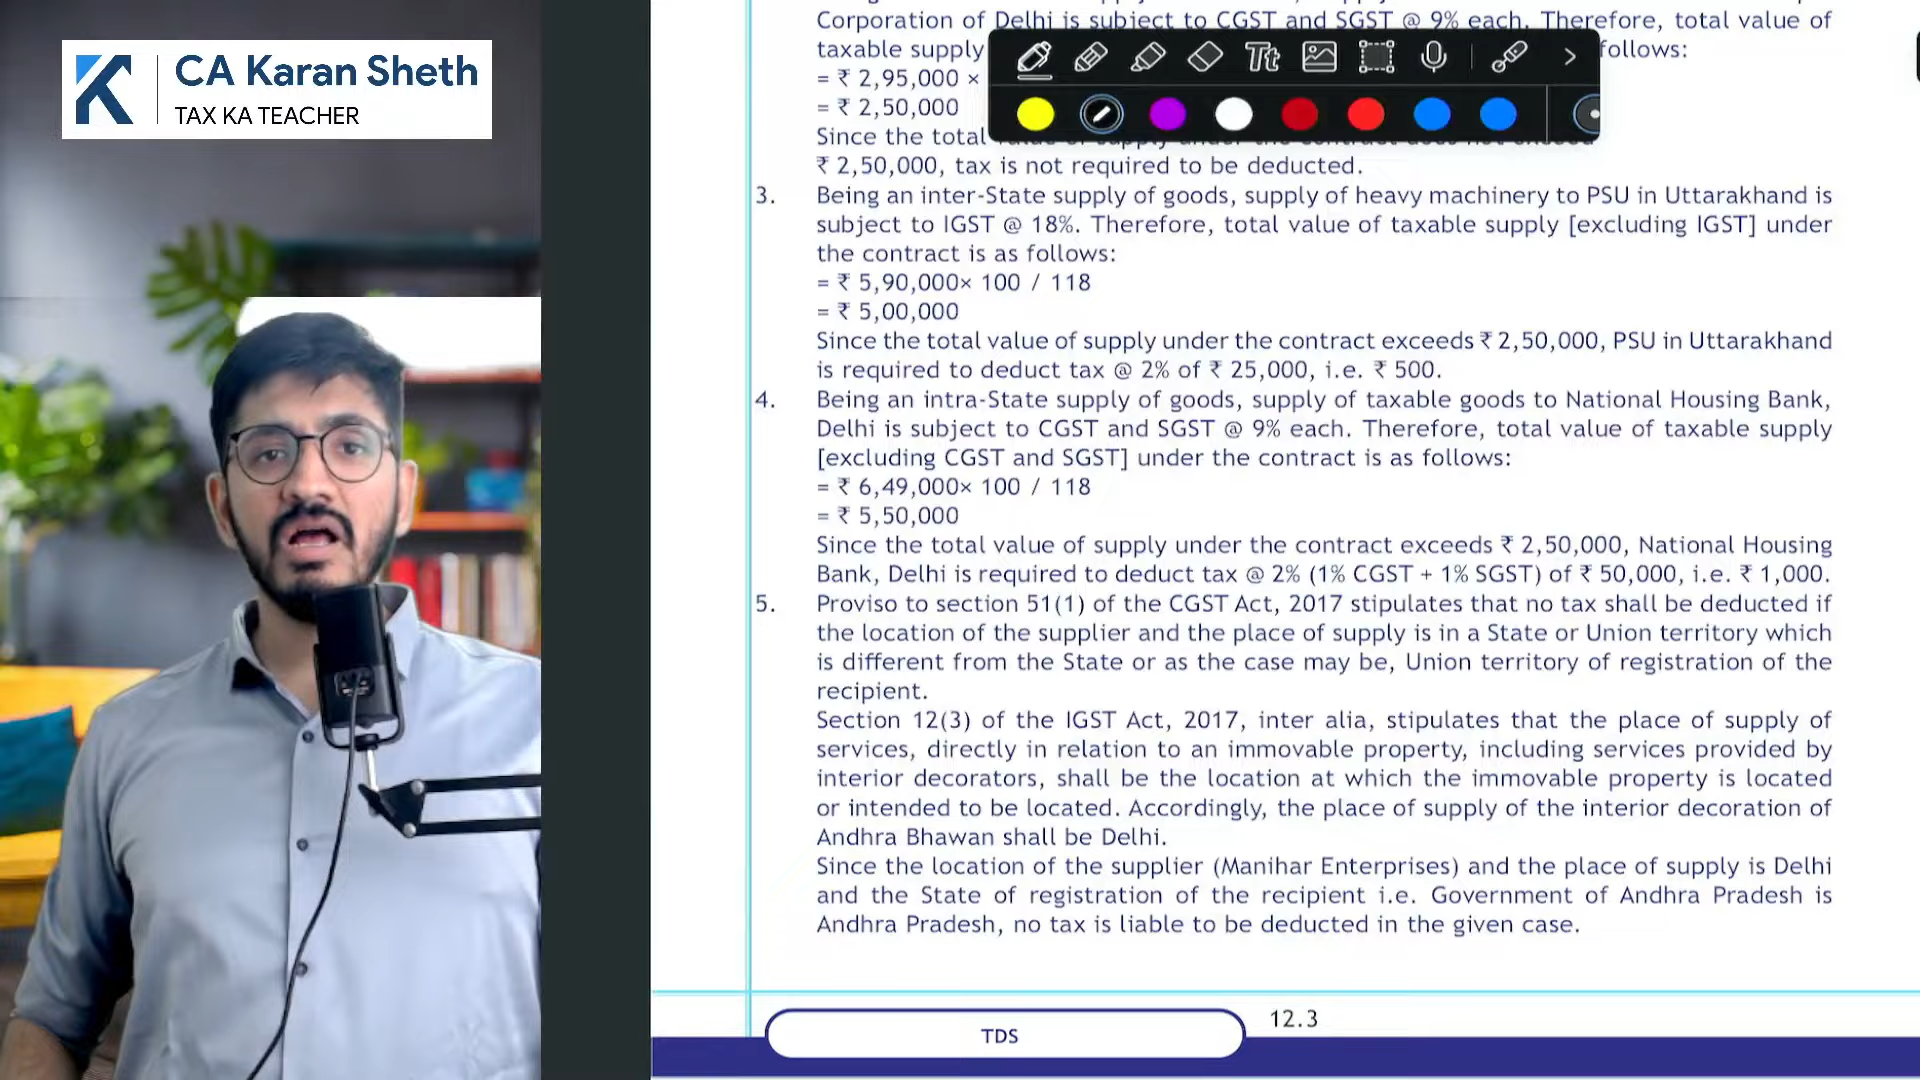 CA Karan Sheth
TAX KA TEACHER
Corporation of Delhi is subject to CGST and SGST @ 9% each. Therefore, total value of
taxable supply follows:
= ₹ 2,95,000 ×
= ₹ 2,50,000
Since the total value of supply under the contract does not exceed
₹ 2,50,000, tax is not required to be deducted.
3. Being an inter-State supply of goods, supply of heavy machinery to PSU in Uttarakhand is
subject to IGST @ 18%. Therefore, total value of taxable supply [excluding IGST] under
the contract is as follows:
= ₹ 5,90,000× 100 / 118
= ₹ 5,00,000
Since the total value of supply under the contract exceeds ₹ 2,50,000, PSU in Uttarakhand
is required to deduct tax @ 2% of ₹ 25,000, i.e. ₹ 500.
4. Being an intra-State supply of goods, supply of taxable goods to National Housing Bank,
Delhi is subject to CGST and SGST @ 9% each. Therefore, total value of taxable supply
[excluding CGST and SGST] under the contract is as follows:
= ₹ 6,49,000× 100 / 118
= ₹ 5,50,000
Since the total value of supply under the contract exceeds ₹ 2,50,000, National Housing
Bank, Delhi is required to deduct tax @ 2% (1% CGST + 1% SGST) of ₹ 50,000, i.e. ₹ 1,000.
5. Proviso to section 51(1) of the CGST Act, 2017 stipulates that no tax shall be deducted if
the location of the supplier and the place of supply is in a State or Union territory which
is different from the State or as the case may be, Union territory of registration of the
recipient.
Section 12(3) of the IGST Act, 2017, inter alia, stipulates that the place of supply of
services, directly in relation to an immovable property, including services provided by
interior decorators, shall be the location at which the immovable property is located
or intended to be located. Accordingly, the place of supply of the interior decoration of
Andhra Bhawan shall be Delhi.
Since the location of the supplier (Manihar Enterprises) and the place of supply is Delhi
and the State of registration of the recipient i.e. Government of Andhra Pradesh is
Andhra Pradesh, no tax is liable to be deducted in the given case.
12.3
TDS